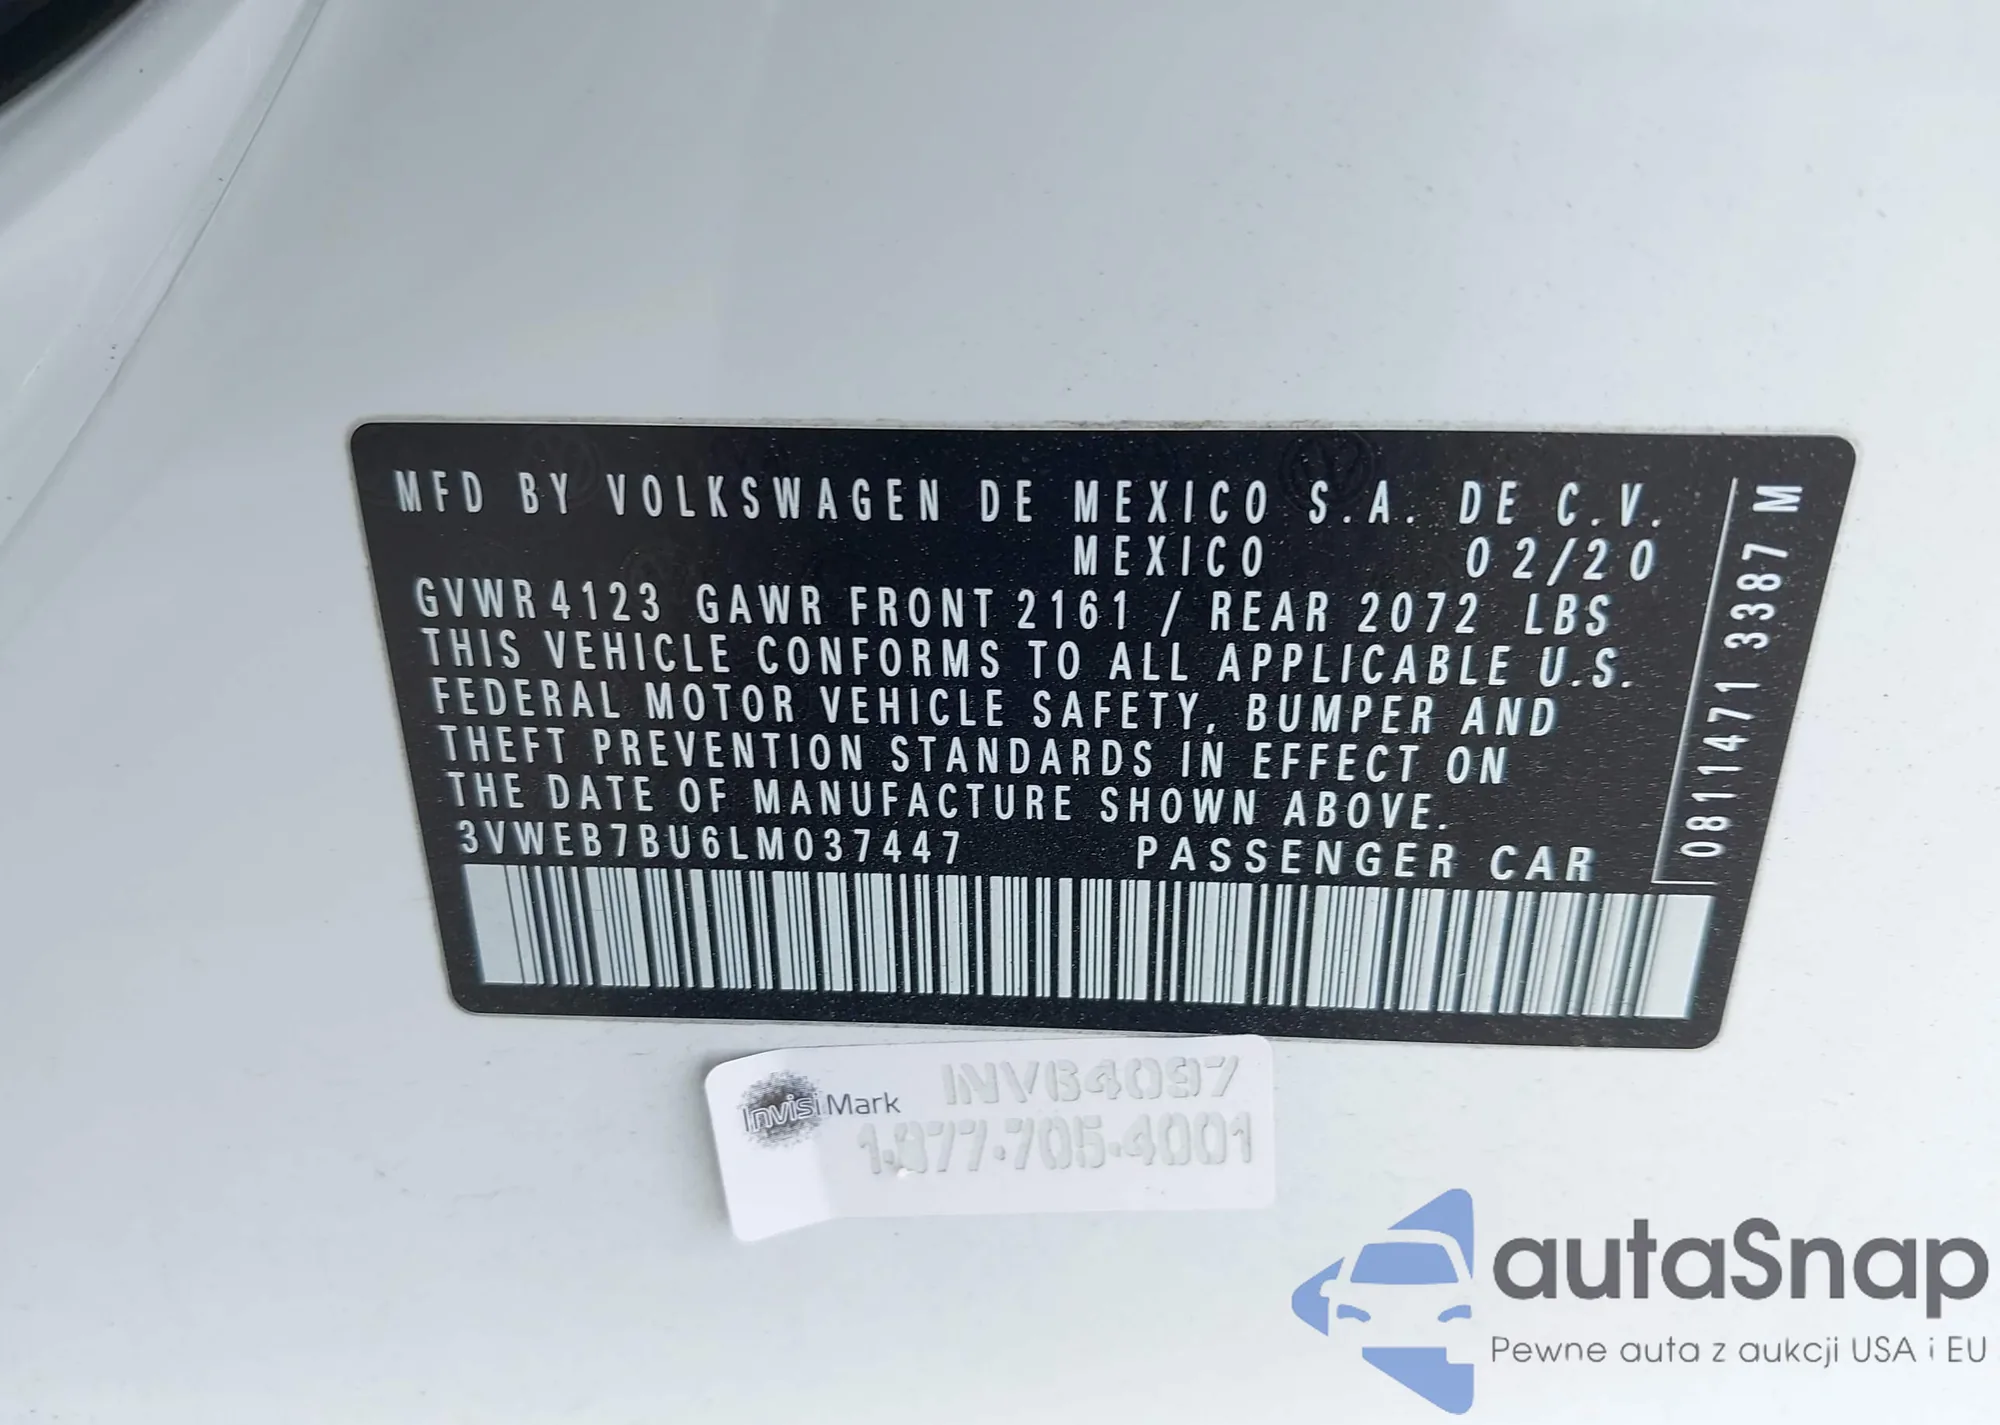 MFD BY VOLKSWAGEN DE MEXICO S.A. DE C.V.
MEXICO 02/20
GVWR 4123 GAWR FRONT 2161 / REAR 2072 LBS
THIS VEHICLE CONFORMS TO ALL APPLICABLE U.S.
FEDERAL MOTOR VEHICLE SAFETY, BUMPER AND
THEFT PREVENTION STANDARDS IN EFFECT ON
THE DATE OF MANUFACTURE SHOWN ABOVE.
3VWEB7BU6LM037447 PASSENGER CAR
0811471 3387 M
InvisiMark INVB4097
1.877.705.4001
autaSnap
Pewne auta z aukcji USA i EU